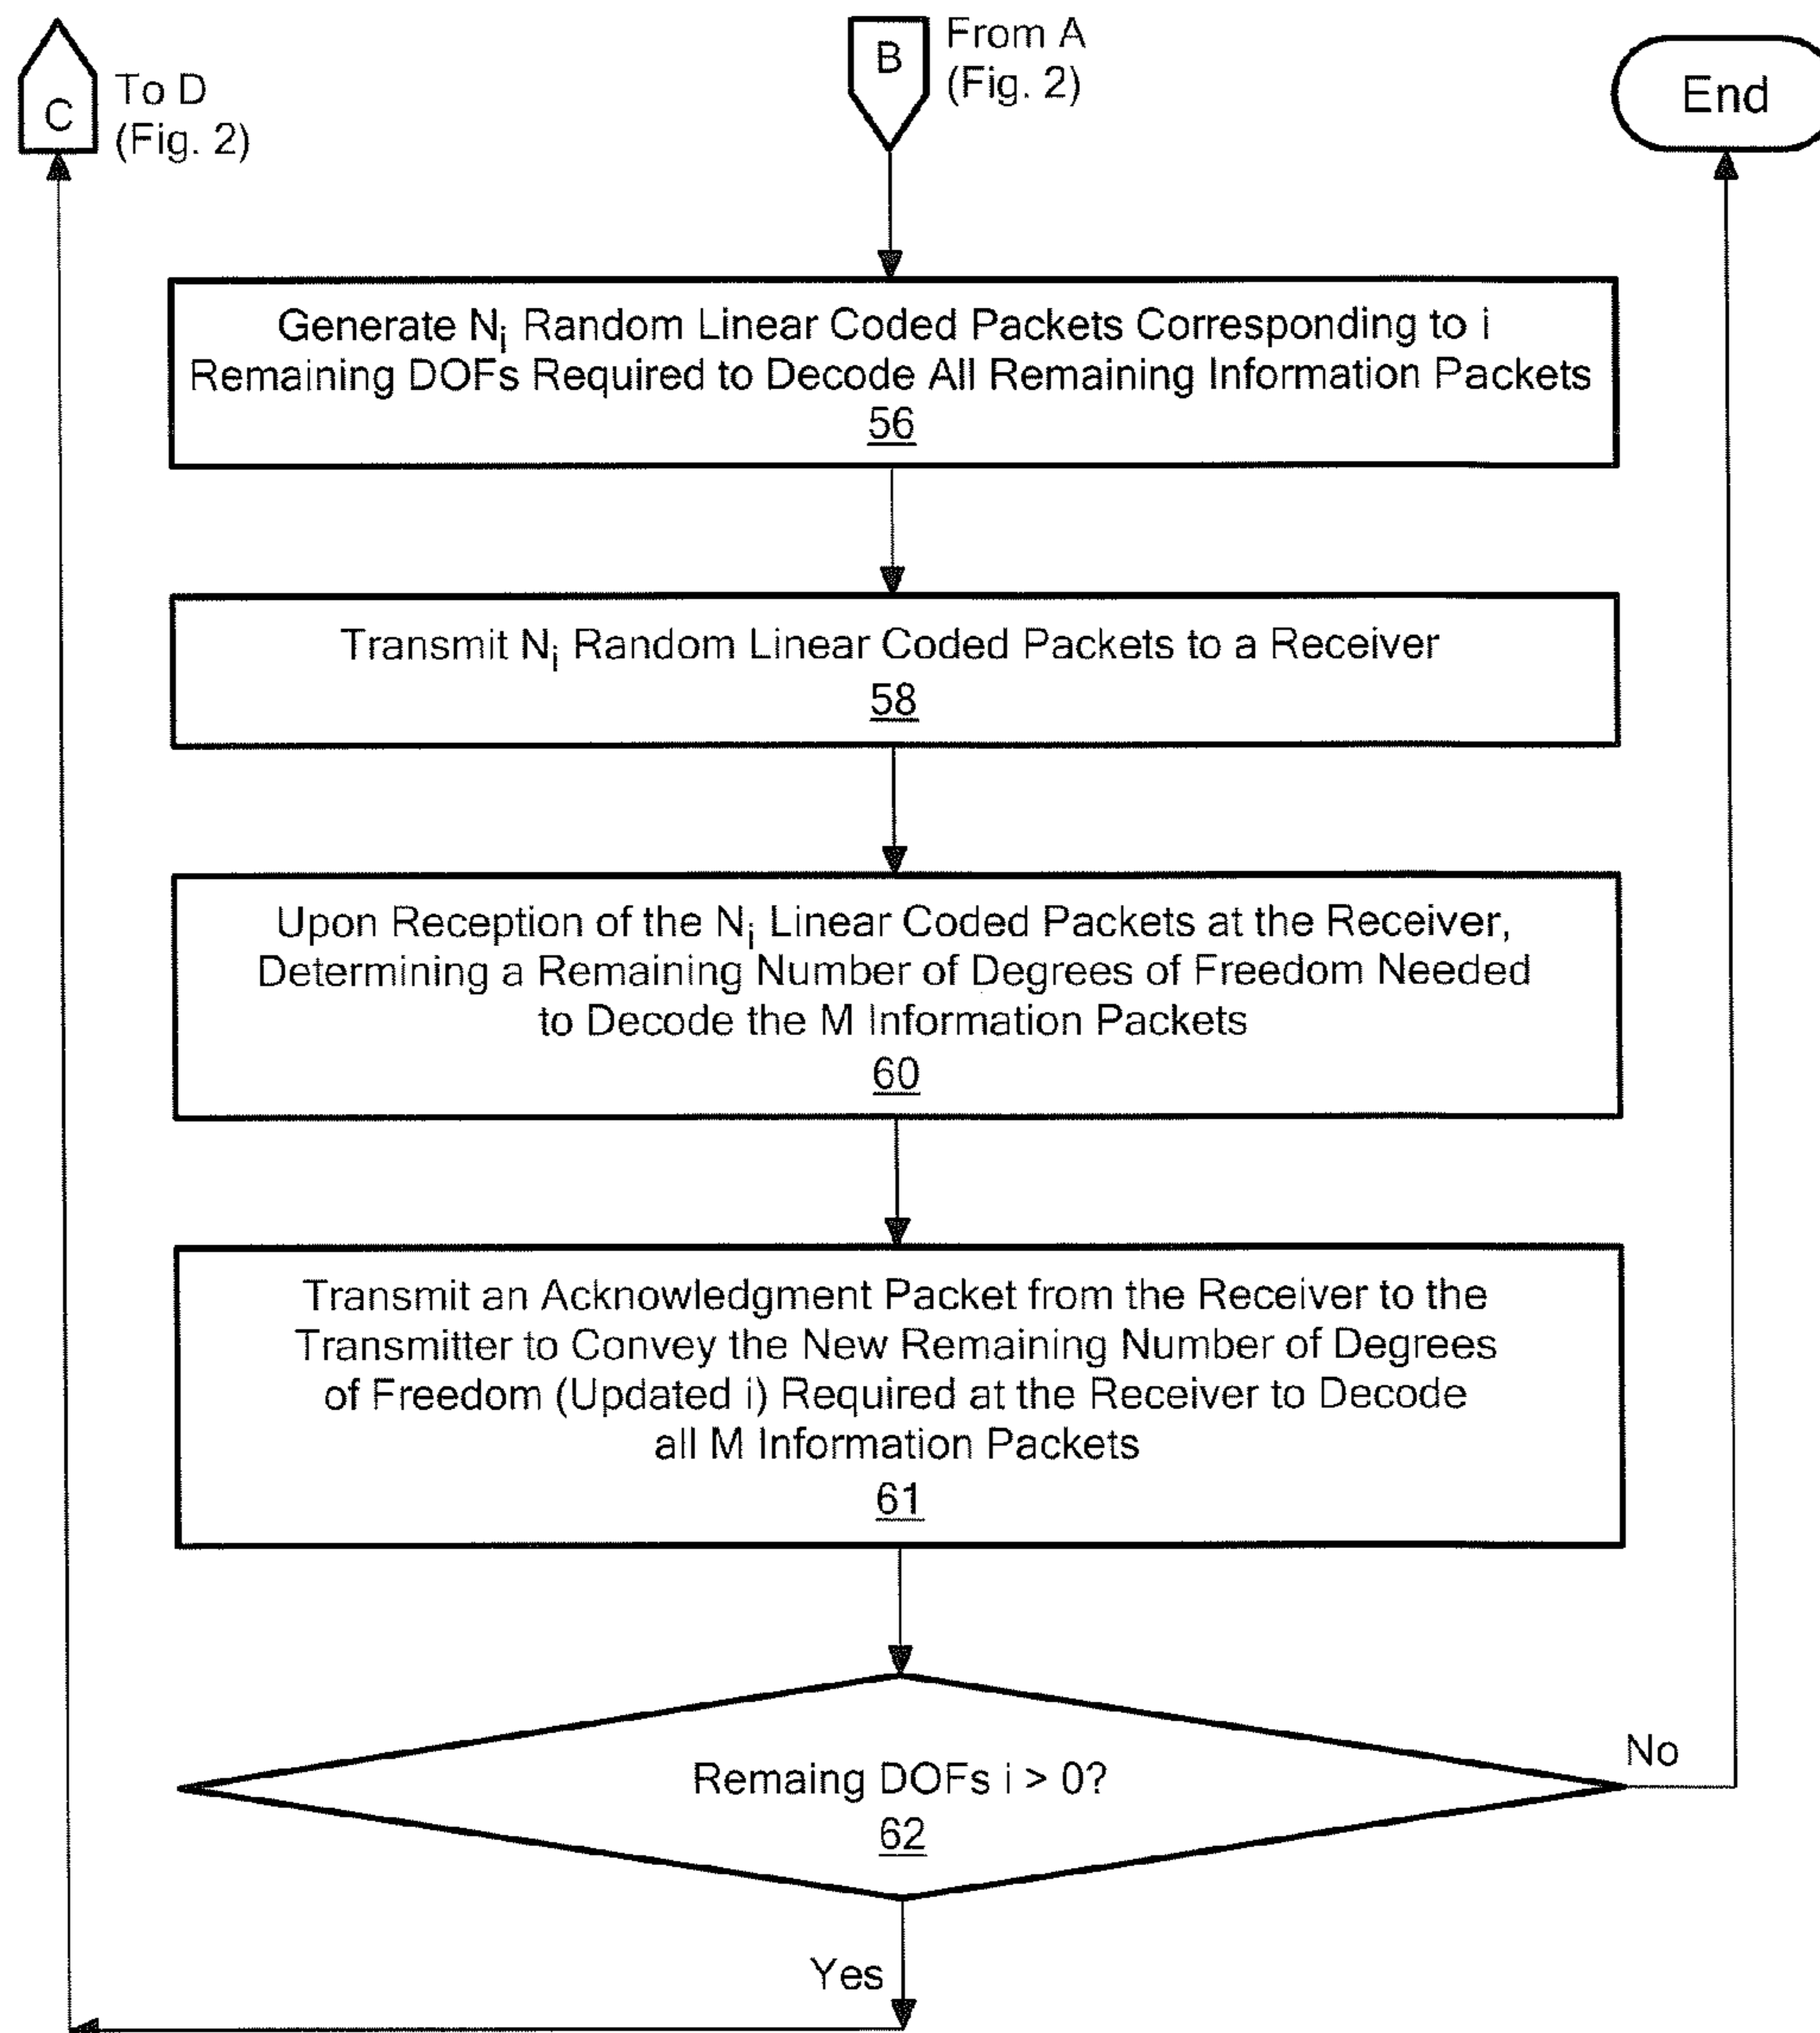 C
To D
(Fig. 2)
B
From A
(Fig. 2)
End
Generate Ni Random Linear Coded Packets Corresponding to i
Remaining DOFs Required to Decode All Remaining Information Packets
56
Transmit Ni Random Linear Coded Packets to a Receiver
58
Upon Reception of the Ni Linear Coded Packets at the Receiver,
Determining a Remaining Number of Degrees of Freedom Needed
to Decode the M Information Packets
60
Transmit an Acknowledgment Packet from the Receiver to the
Transmitter to Convey the New Remaining Number of Degrees
of Freedom (Updated i) Required at the Receiver to Decode
all M Information Packets
61
Remaing DOFs i > 0?
62
No
Yes